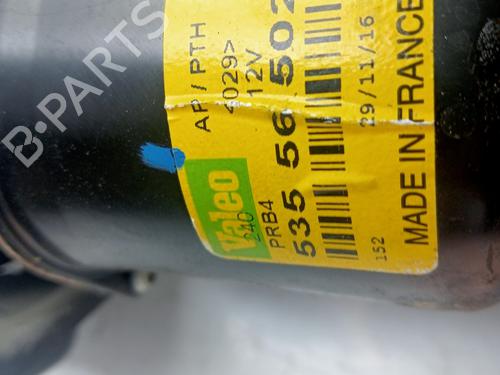 B-PARTS
Valeo
240
AP / PTH
4029>
PRB4
12V
535 56 502
152
29/11/16
MADE IN FRANCE